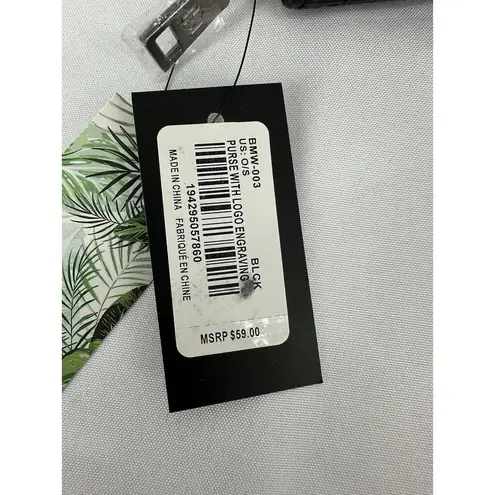 BMW-003 BLCK
US: O/S
PURSE WITH LOGO ENGRAVING
194295057860
MADE IN CHINA FABRIQUÉ EN CHINE
MSRP $59.00